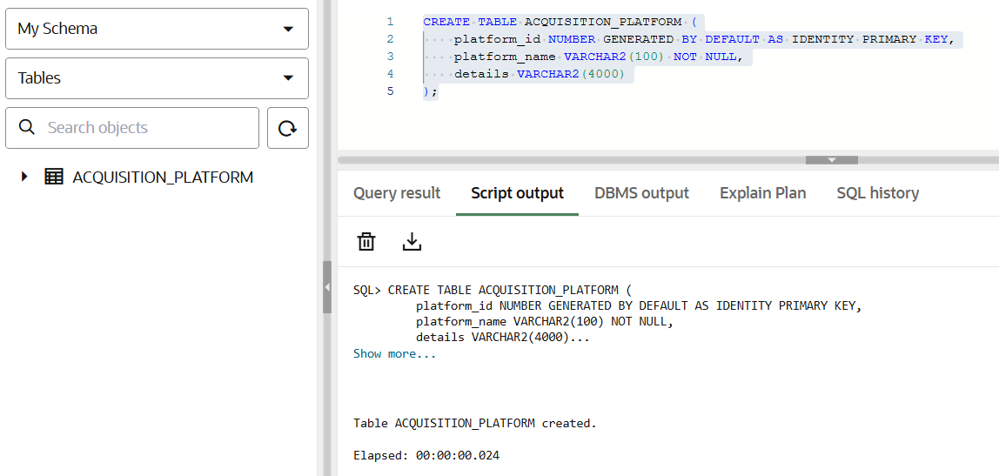 My Schema
Tables
Search objects
ACQUISITION_PLATFORM
1 CREATE TABLE ACQUISITION_PLATFORM (
2 platform_id NUMBER GENERATED BY DEFAULT AS IDENTITY PRIMARY KEY,
3 platform_name VARCHAR2(100) NOT NULL,
4 details VARCHAR2(4000)
5 );
Query result Script output DBMS output Explain Plan SQL history
SQL> CREATE TABLE ACQUISITION_PLATFORM (
platform_id NUMBER GENERATED BY DEFAULT AS IDENTITY PRIMARY KEY,
platform_name VARCHAR2(100) NOT NULL,
details VARCHAR2(4000)...
Show more...
Table ACQUISITION_PLATFORM created.
Elapsed: 00:00:00.024